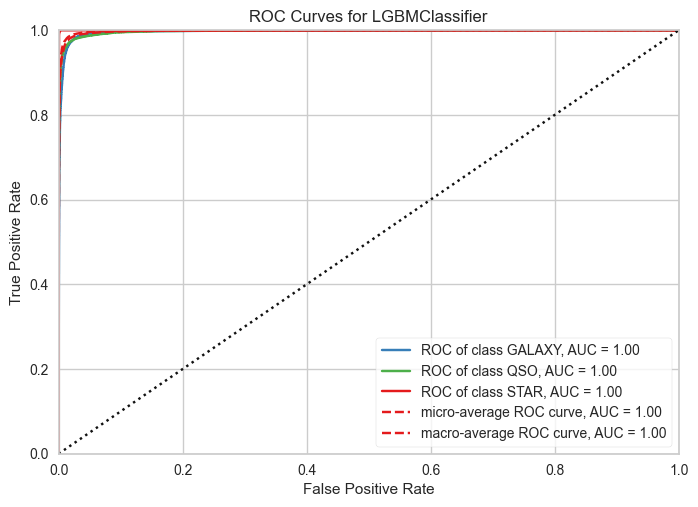 ROC Curves for LGBMClassifier
True Positive Rate
1.0
0.8
0.6
0.4
0.2
0.0
ROC of class GALAXY, AUC = 1.00
ROC of class QSO, AUC = 1.00
ROC of class STAR, AUC = 1.00
micro-average ROC curve, AUC = 1.00
macro-average ROC curve, AUC = 1.00
0.0 0.2 0.4 0.6 0.8 1.0
False Positive Rate